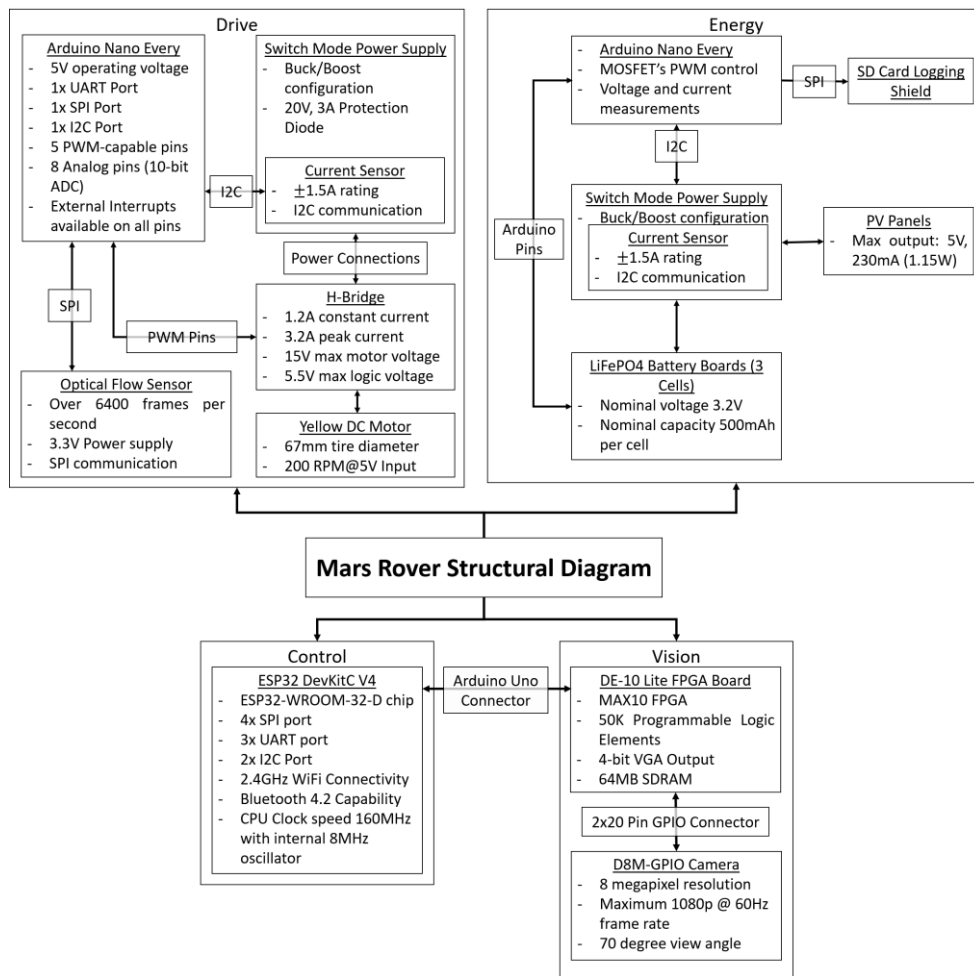 Drive
Arduino Nano Every
- 5V operating voltage
- 1x UART Port
- 1x SPI Port
- 1x I2C Port
- 5 PWM-capable pins
- 8 Analog pins (10-bit
ADC)
- External Interrupts
available on all pins
I2C
Switch Mode Power Supply
- Buck/Boost
configuration
- 20V, 3A Protection
Diode
Current Sensor
- ±1.5A rating
- I2C communication
Power Connections
SPI
PWM Pins
H-Bridge
- 1.2A constant current
- 3.2A peak current
- 15V max motor voltage
- 5.5V max logic voltage
Optical Flow Sensor
- Over 6400 frames per
second
- 3.3V Power supply
- SPI communication
Yellow DC Motor
- 67mm tire diameter
- 200 RPM@5V Input
Energy
Arduino Nano Every
- MOSFET's PWM control
- Voltage and current
measurements
SPI
SD Card Logging
Shield
I2C
Arduino
Pins
Switch Mode Power Supply
- Buck/Boost configuration
Current Sensor
- ±1.5A rating
- I2C communication
PV Panels
- Max output: 5V,
230mA (1.15W)
LiFePO4 Battery Boards (3
Cells)
- Nominal voltage 3.2V
- Nominal capacity 500mAh
per cell
Mars Rover Structural Diagram
Control
ESP32 DevKitC V4
- ESP32-WROOM-32-D chip
- 4x SPI port
- 3x UART port
- 2x I2C Port
- 2.4GHz WiFi Connectivity
- Bluetooth 4.2 Capability
- CPU Clock speed 160MHz
with internal 8MHz
oscillator
Arduino Uno
Connector
Vision
DE-10 Lite FPGA Board
- MAX10 FPGA
- 50K Programmable Logic
Elements
- 4-bit VGA Output
- 64MB SDRAM
2x20 Pin GPIO Connector
D8M-GPIO Camera
- 8 megapixel resolution
- Maximum 1080p @ 60Hz
frame rate
- 70 degree view angle